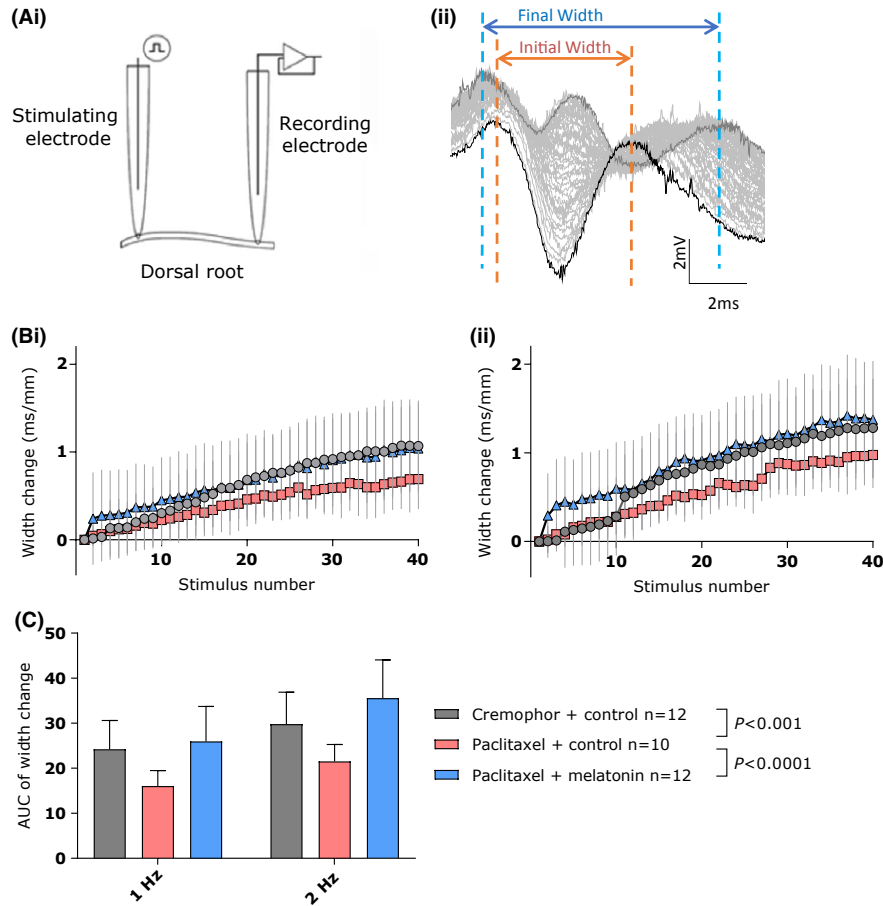 (Ai)
Stimulating
electrode
Recording
electrode
Dorsal root
(ii)
Final Width
Initial Width
2mV
2ms
(Bi)
Width change (ms/mm)
2
1
0
10
20
30
40
Stimulus number
(ii)
Width change (ms/mm)
2
1
0
10
20
30
40
Stimulus number
(C)
AUC of width change
50
40
30
20
10
0
1 Hz
2 Hz
Cremophor + control n=12
Paclitaxel + control n=10
Paclitaxel + melatonin n=12
P<0.001
P<0.0001